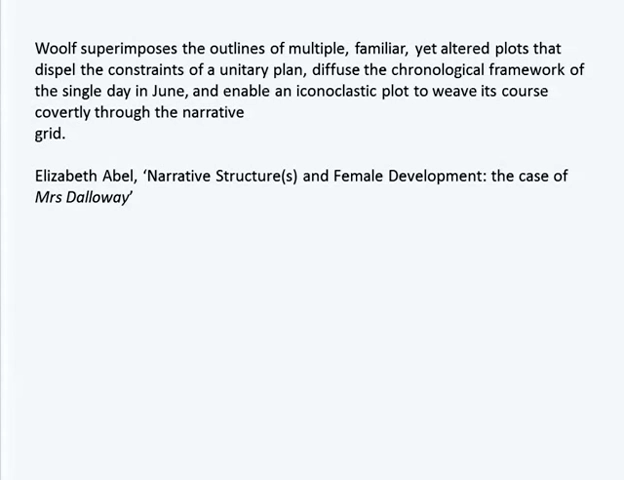 Woolf superimposes the outlines of multiple, familiar, yet altered plots that
dispel the constraints of a unitary plan, diffuse the chronological framework of
the single day in June, and enable an iconoclastic plot to weave its course
covertly through the narrative
grid.
Elizabeth Abel, ‘Narrative Structure(s) and Female Development: the case of
Mrs Dalloway’